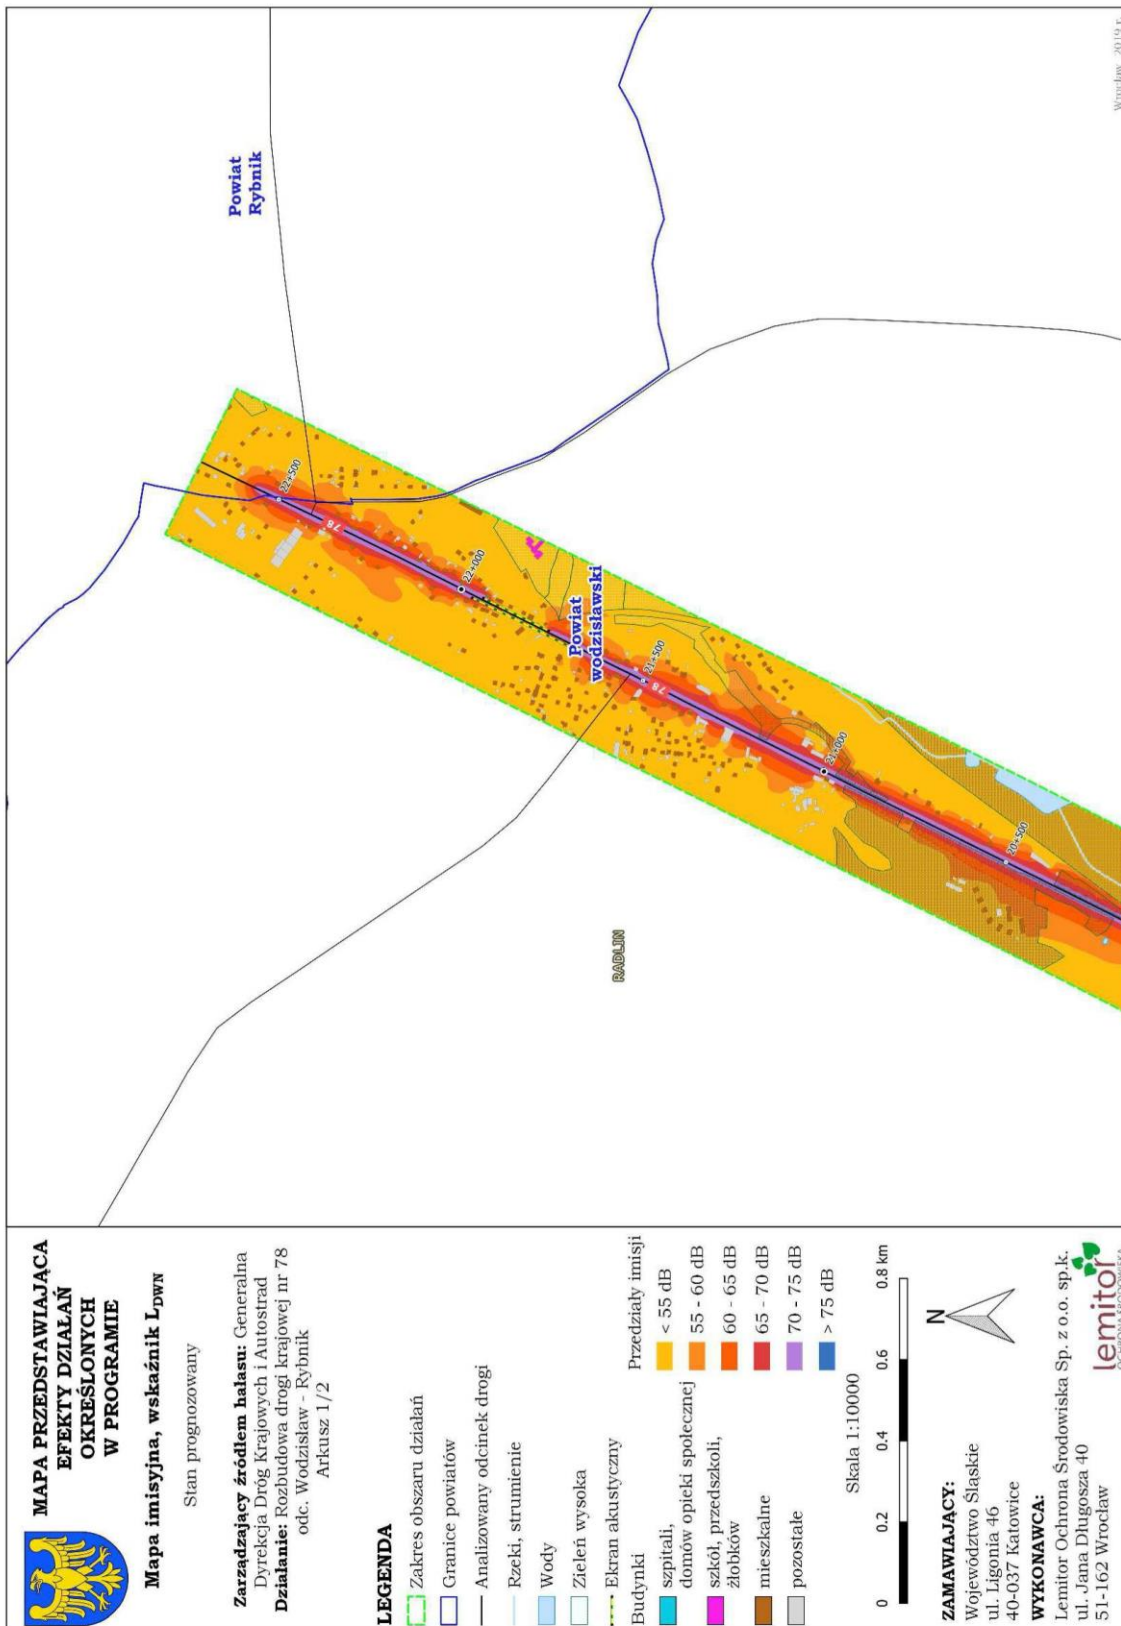 MAPA PRZEDSTAWIAJĄCA
EFEKTY DZIAŁAŃ
OKREŚLONYCH
W PROGRAMIE
Mapa imisyjna, wskaźnik LDWN
Stan prognozowany
Zarządzający źródłem hałasu: Generalna
Dyrekcja Dróg Krajowych i Autostrad
Działanie: Rozbudowa drogi krajowej nr 78
odc. Wodzisław - Rybnik
Arkusz 1/2
LEGENDA
Zakres obszaru działań
Granice powiatów
Analizowany odcinek drogi
Rzeki, strumienie
Wody
Zieleń wysoka
Ekran akustyczny
Budynki
szpitali,
domów opieki społecznej
szkół, przedszkoli,
żłobków
mieszkalne
pozostałe
Przedziały imisji
< 55 dB
55 - 60 dB
60 - 65 dB
65 - 70 dB
70 - 75 dB
> 75 dB
Skala 1:10000
0 0.2 0.4 0.6 0.8 km
N
ZAMAWIAJĄCY:
Województwo Śląskie
ul. Ligonia 46
40-037 Katowice
WYKONAWCA:
Lemitor Ochrona Środowiska Sp. z o.o. sp.k.
ul. Jana Długosza 40
51-162 Wrocław
lemitor
OCHRONA ŚRODOWISKA
Powiat
Rybnik
22+500
78
22+000
Powiat
wodzisławski
21+500
78
21+000
20+500
RADLIN
Wrocław, 2019 r.